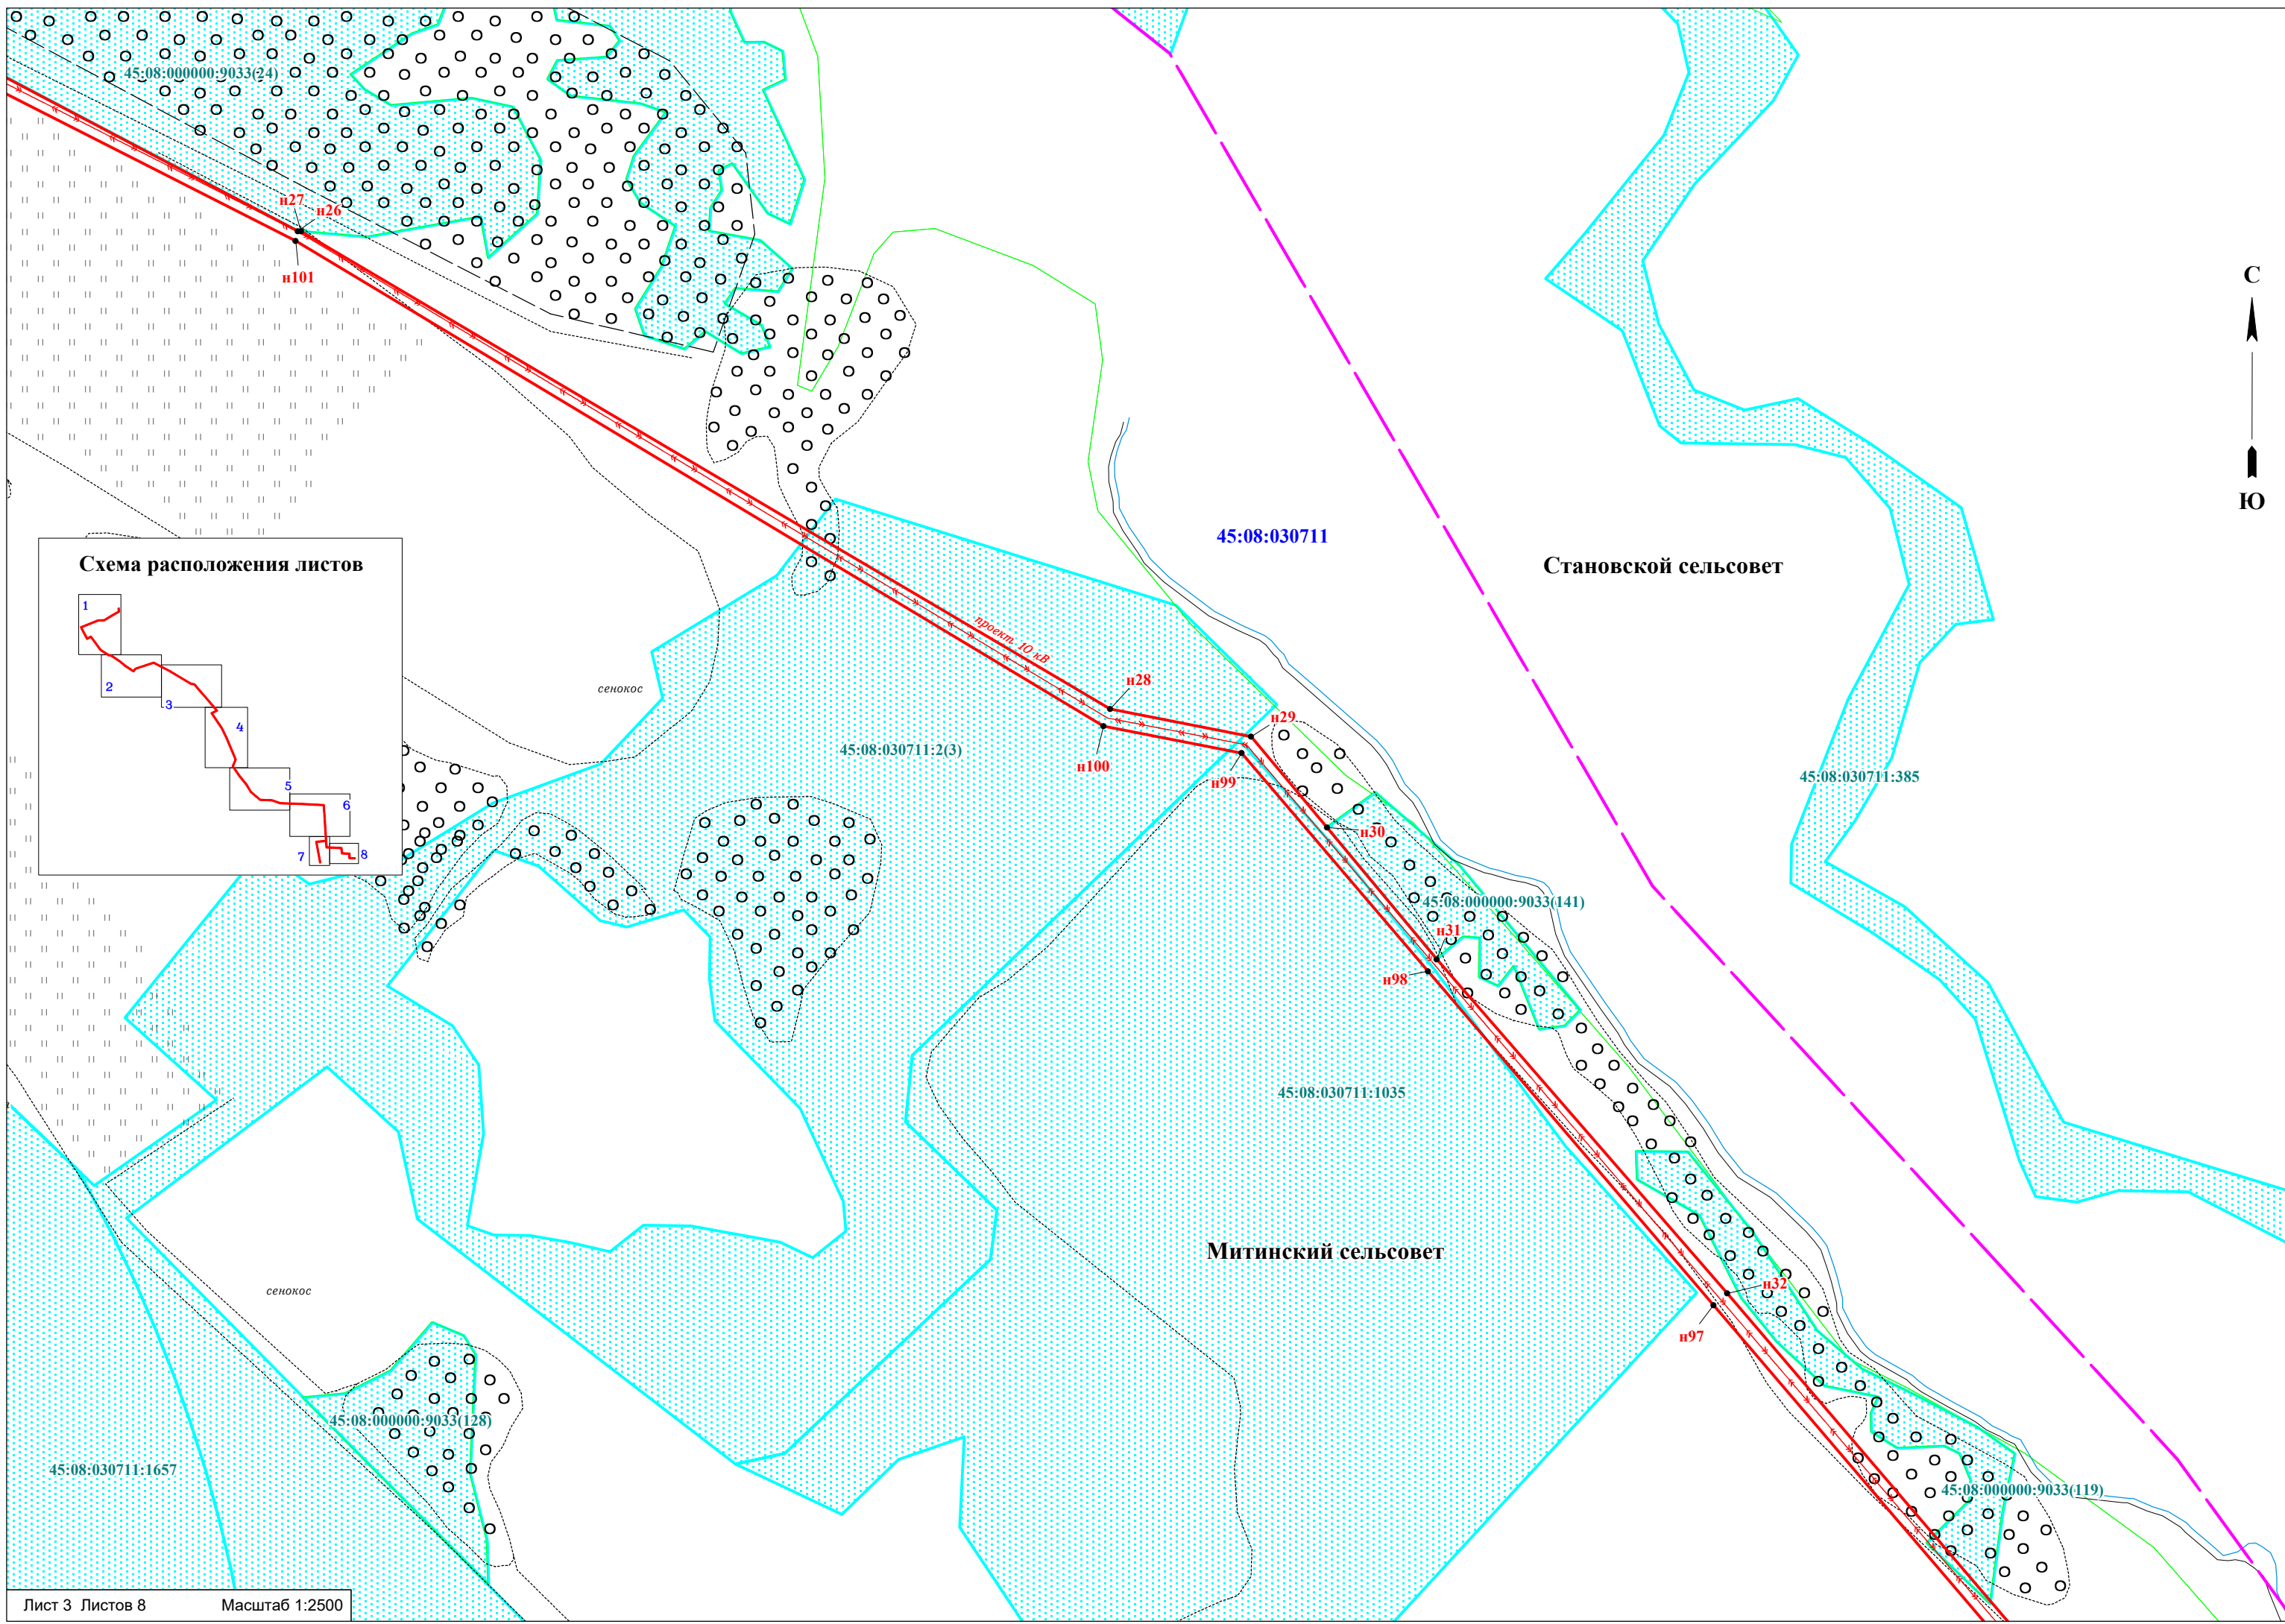 45:08:000000:9033(24)
н27
н26
н101
С
Ю
45:08:030711
Становской сельсовет
Схема расположения листов
1
2
3
4
5
6
7
8
проект. 10 кВ
сенокос
н28
н29
45:08:030711:2(3)
н100
н99
45:08:030711:385
н30
45:08:000000:9033(141)
н31
н98
45:08:030711:1035
Митинский сельсовет
н32
сенокос
н97
45:08:000000:9033(128)
45:08:030711:1657
45:08:000000:9033(119)
Лист 3 Листов 8 Масштаб 1:2500